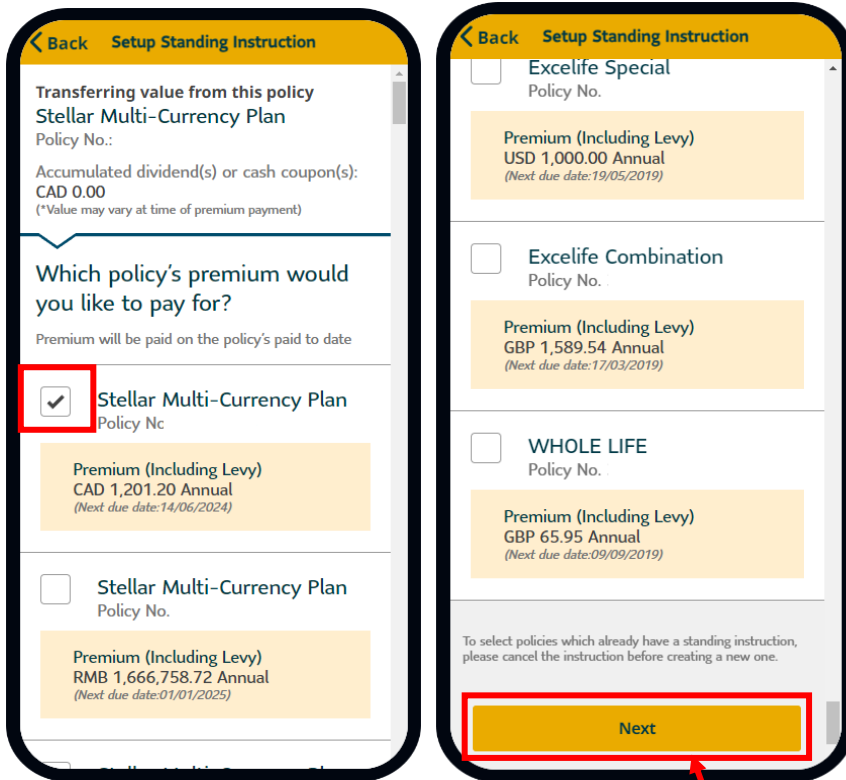 Back Setup Standing Instruction
Transferring value from this policy
Stellar Multi-Currency Plan
Policy No.:
Accumulated dividend(s) or cash coupon(s):
CAD 0.00
(*Value may vary at time of premium payment)
Which policy's premium would
you like to pay for?
Premium will be paid on the policy's paid to date
Stellar Multi-Currency Plan
Policy Nc
Premium (Including Levy)
CAD 1,201.20 Annual
(Next due date:14/06/2024)
Stellar Multi-Currency Plan
Policy No.
Premium (Including Levy)
RMB 1,666,758.72 Annual
(Next due date:01/01/2025)
Back Setup Standing Instruction
Excelife Special
Policy No.
Premium (Including Levy)
USD 1,000.00 Annual
(Next due date:19/05/2019)
Excelife Combination
Policy No.
Premium (Including Levy)
GBP 1,589.54 Annual
(Next due date:17/03/2019)
WHOLE LIFE
Policy No.
Premium (Including Levy)
GBP 65.95 Annual
(Next due date:09/09/2019)
To select policies which already have a standing instruction,
please cancel the instruction before creating a new one.
Next